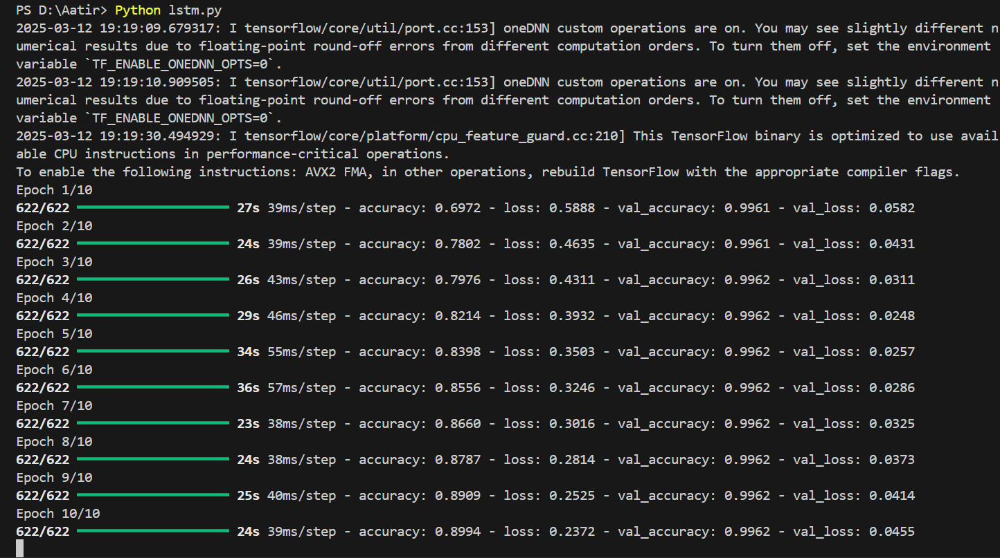 PS D:\Aatir> Python lstm.py
2025-03-12 19:19:09.679317: I tensorflow/core/util/port.cc:153] oneDNN custom operations are on. You may see slightly different n
umerical results due to floating-point round-off errors from different computation orders. To turn them off, set the environment
variable `TF_ENABLE_ONEDNN_OPTS=0`.
2025-03-12 19:19:10.909505: I tensorflow/core/util/port.cc:153] oneDNN custom operations are on. You may see slightly different n
umerical results due to floating-point round-off errors from different computation orders. To turn them off, set the environment
variable `TF_ENABLE_ONEDNN_OPTS=0`.
2025-03-12 19:19:30.494929: I tensorflow/core/platform/cpu_feature_guard.cc:210] This TensorFlow binary is optimized to use avail
able CPU instructions in performance-critical operations.
To enable the following instructions: AVX2 FMA, in other operations, rebuild TensorFlow with the appropriate compiler flags.
Epoch 1/10
622/622 27s 39ms/step - accuracy: 0.6972 - loss: 0.5888 - val_accuracy: 0.9961 - val_loss: 0.0582
Epoch 2/10
622/622 24s 39ms/step - accuracy: 0.7802 - loss: 0.4635 - val_accuracy: 0.9961 - val_loss: 0.0431
Epoch 3/10
622/622 26s 43ms/step - accuracy: 0.7976 - loss: 0.4311 - val_accuracy: 0.9962 - val_loss: 0.0311
Epoch 4/10
622/622 29s 46ms/step - accuracy: 0.8214 - loss: 0.3932 - val_accuracy: 0.9962 - val_loss: 0.0248
Epoch 5/10
622/622 34s 55ms/step - accuracy: 0.8398 - loss: 0.3503 - val_accuracy: 0.9962 - val_loss: 0.0257
Epoch 6/10
622/622 36s 57ms/step - accuracy: 0.8556 - loss: 0.3246 - val_accuracy: 0.9962 - val_loss: 0.0286
Epoch 7/10
622/622 23s 38ms/step - accuracy: 0.8660 - loss: 0.3016 - val_accuracy: 0.9962 - val_loss: 0.0325
Epoch 8/10
622/622 24s 38ms/step - accuracy: 0.8787 - loss: 0.2814 - val_accuracy: 0.9962 - val_loss: 0.0373
Epoch 9/10
622/622 25s 40ms/step - accuracy: 0.8909 - loss: 0.2525 - val_accuracy: 0.9962 - val_loss: 0.0414
Epoch 10/10
622/622 24s 39ms/step - accuracy: 0.8994 - loss: 0.2372 - val_accuracy: 0.9962 - val_loss: 0.0455